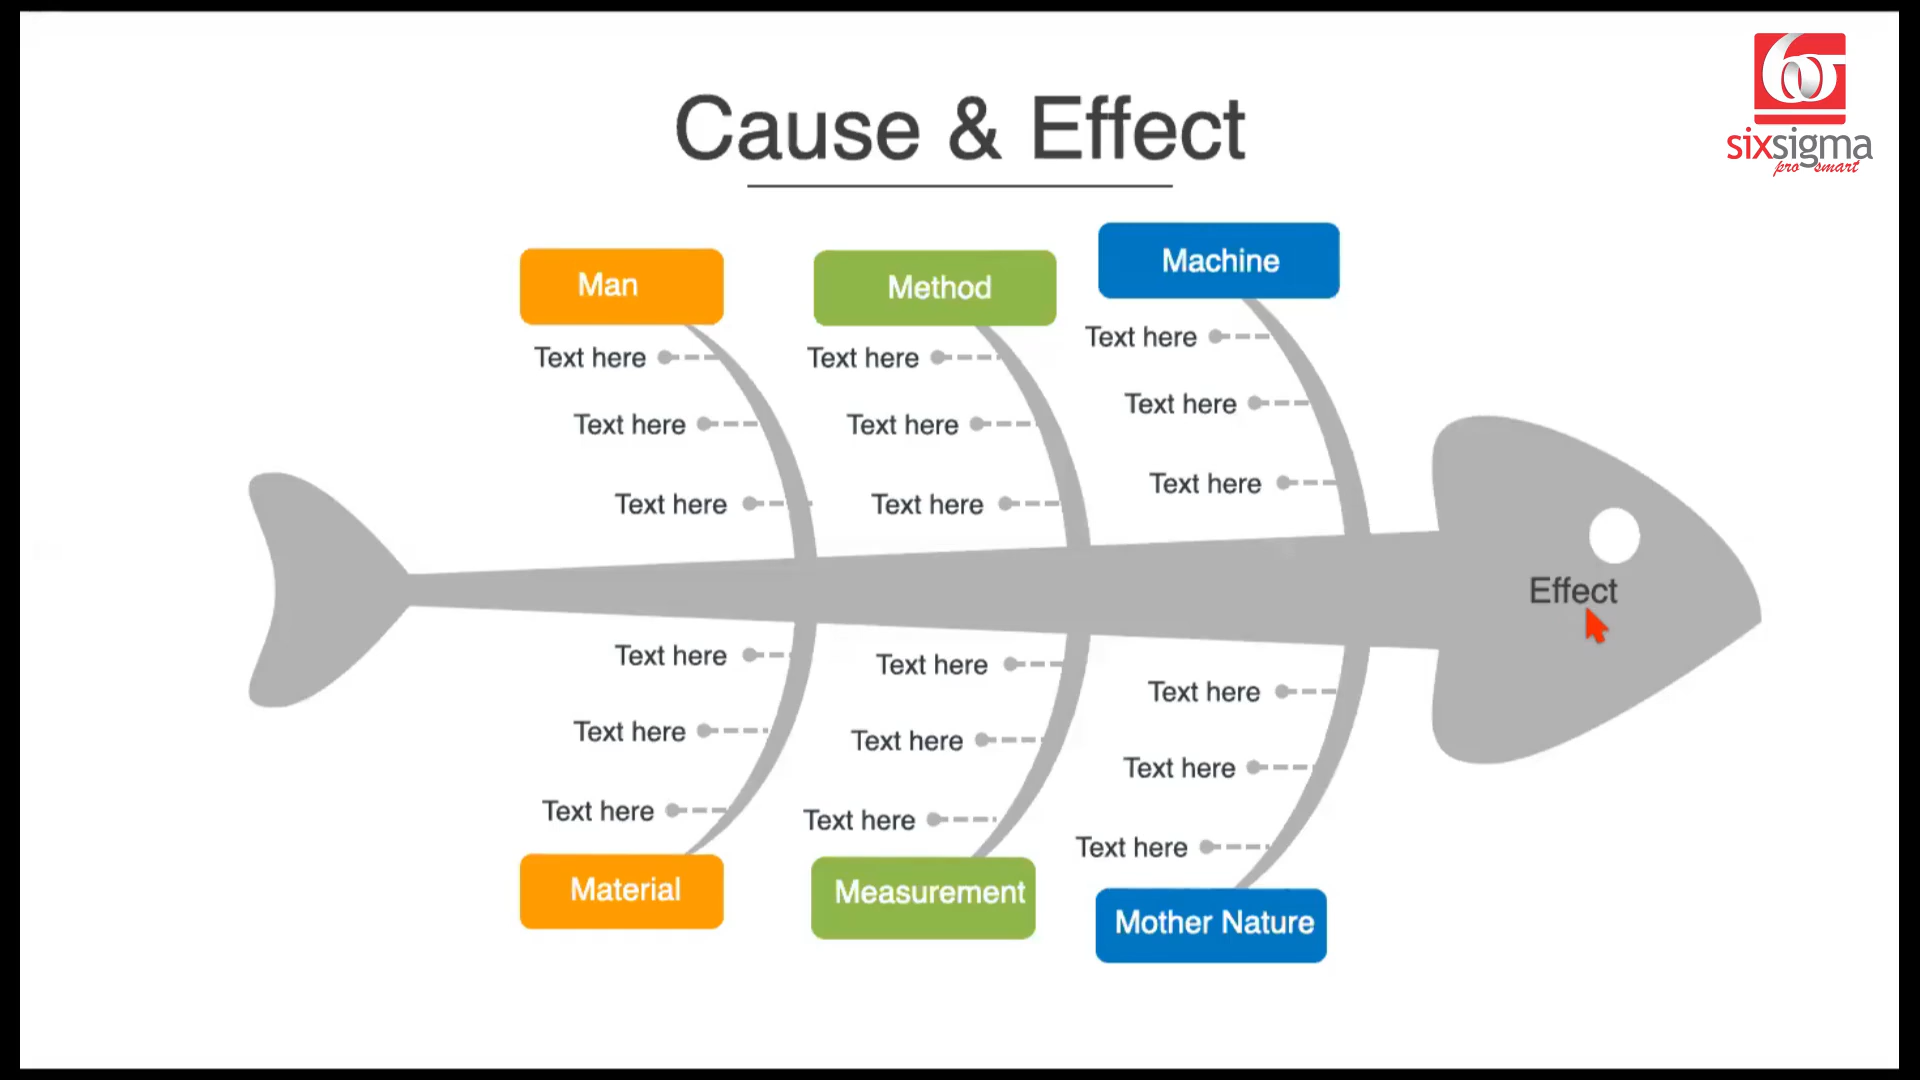 Cause & Effect
sixsigma
pro smart
Man
Method
Machine
Text here
Text here
Text here
Text here
Text here
Text here
Text here
Text here
Text here
Effect
Text here
Text here
Text here
Text here
Text here
Text here
Text here
Text here
Text here
Material
Measurement
Mother Nature